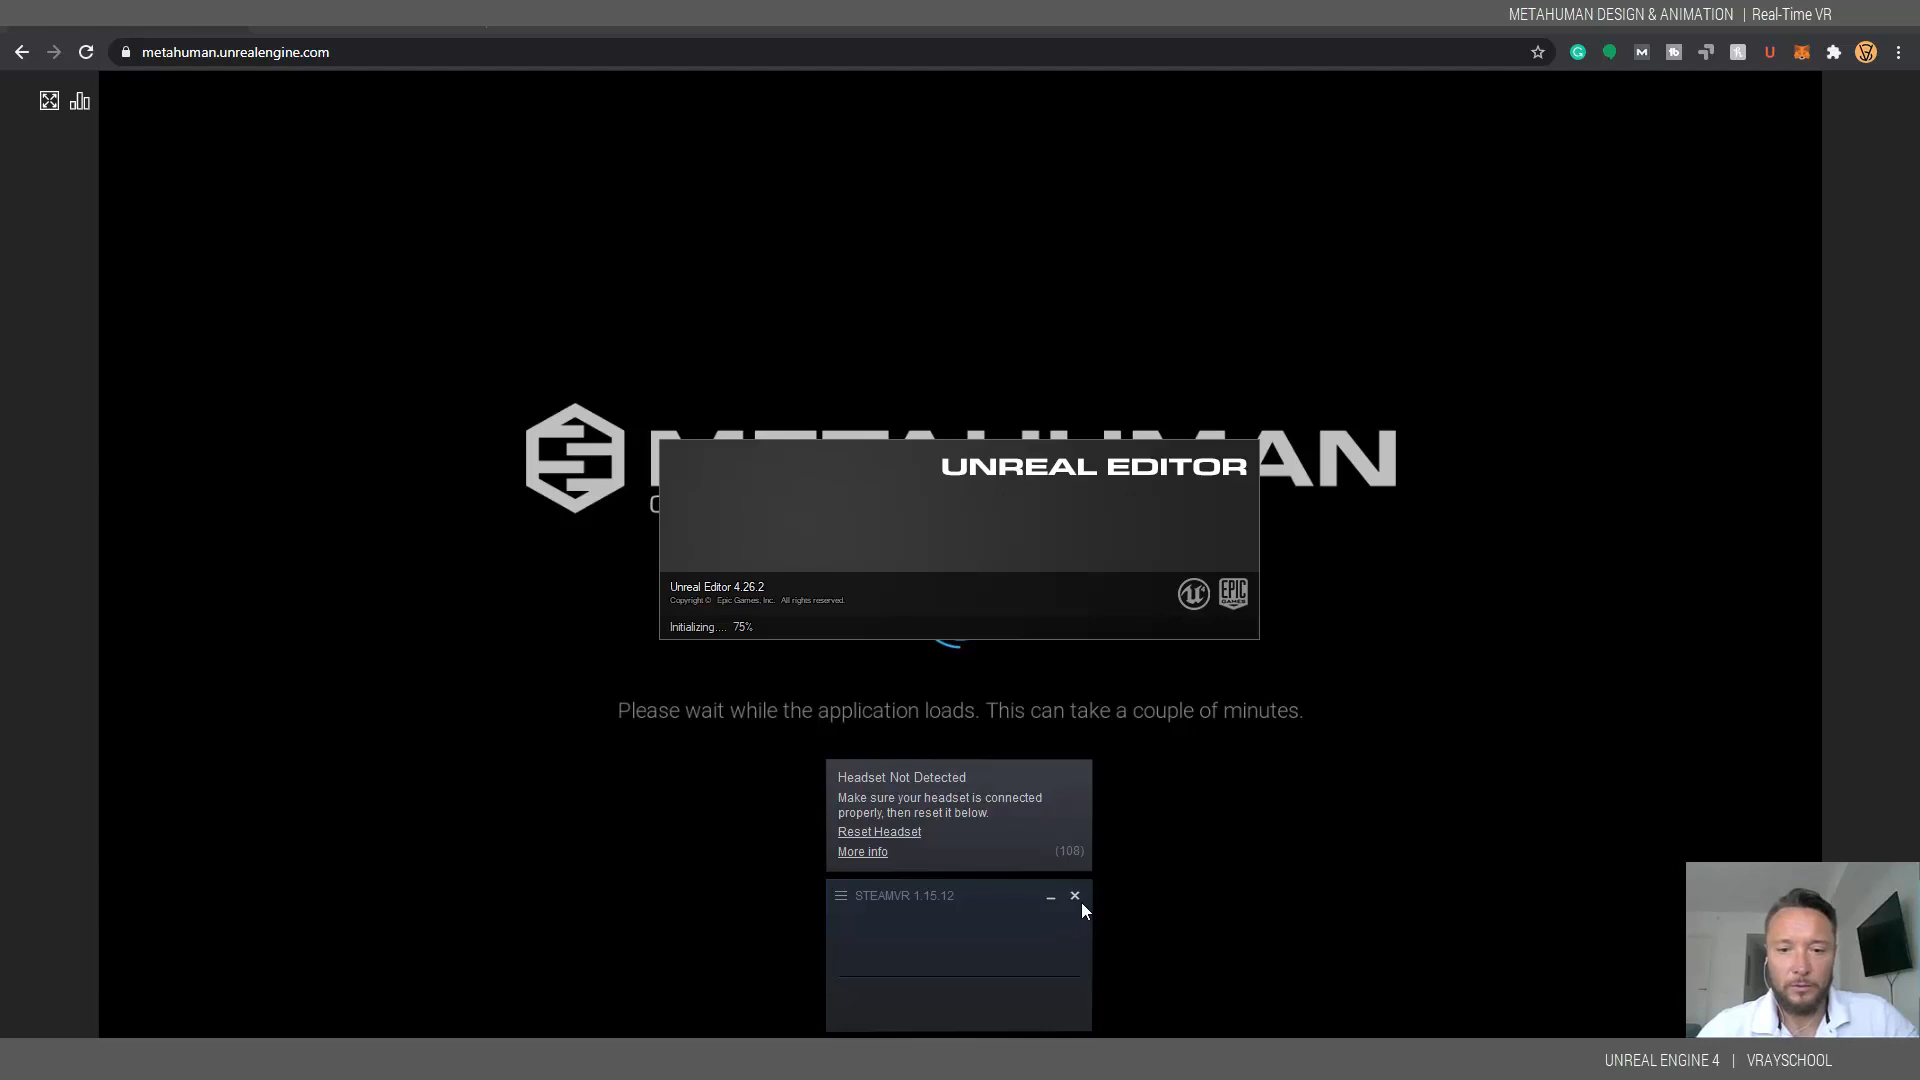 METAHUMAN DESIGN & ANIMATION | Real-Time VR
metahuman.unrealengine.com
UNREAL EDITOR
Unreal Editor 4.26.2
Copyright © Epic Games, Inc. All rights reserved.
EPIC GAMES
Initializing.... 75%
Please wait while the application loads. This can take a couple of minutes.
Headset Not Detected
Make sure your headset is connected
properly, then reset it below.
Reset Headset
More info (108)
STEAMVR 1.15.12
UNREAL ENGINE 4 | VRAYSCHOOL